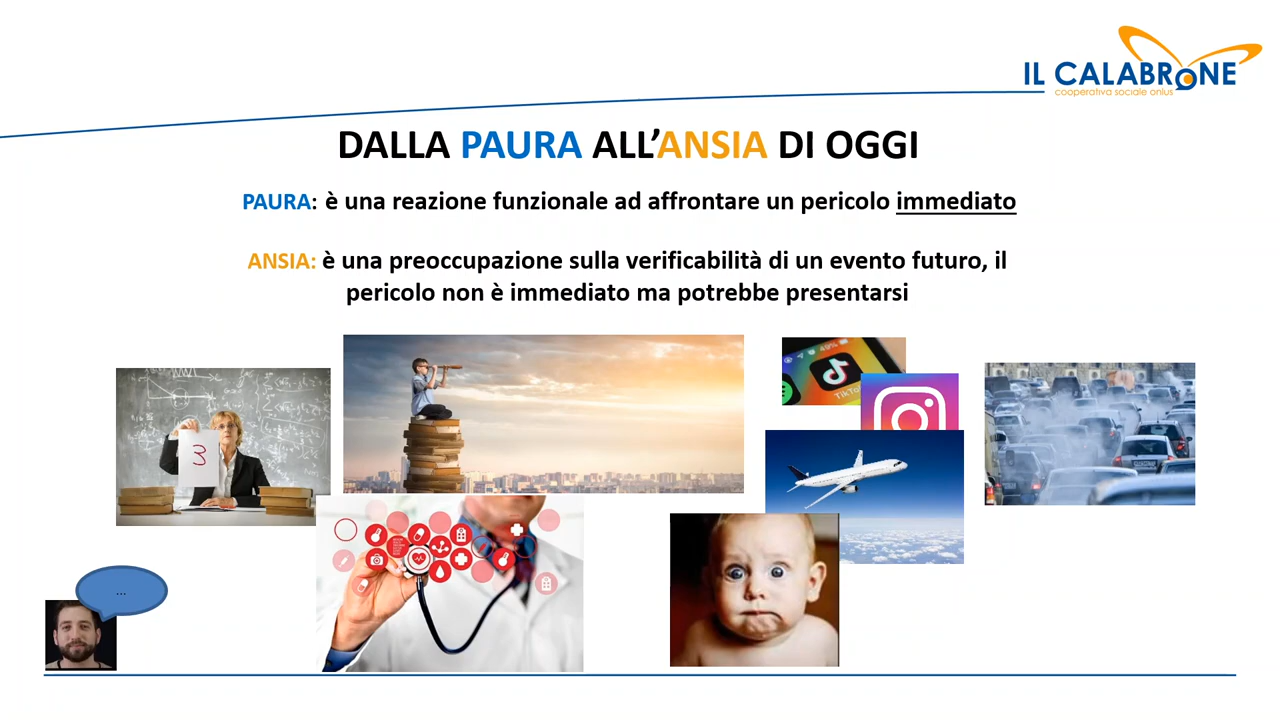 IL CALABRONE
cooperativa sociale onlus
DALLA PAURA ALL'ANSIA DI OGGI
PAURA: è una reazione funzionale ad affrontare un pericolo immediato
ANSIA: è una preoccupazione sulla verificabilità di un evento futuro, il
pericolo non è immediato ma potrebbe presentarsi
49%
TikTok
3
...